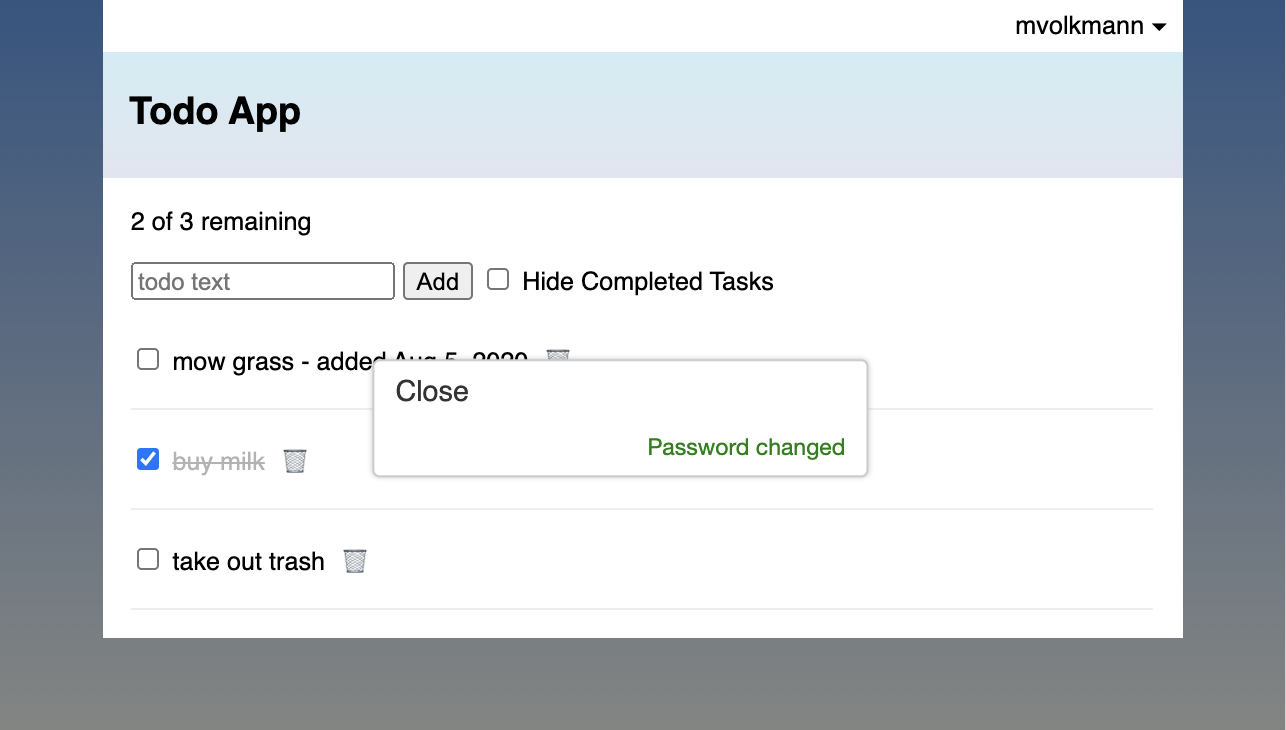 mvolkmann
Todo App
2 of 3 remaining
todo text Add Hide Completed Tasks
mow grass - added Aug 5, 2020
Close
Password changed
buy milk
take out trash